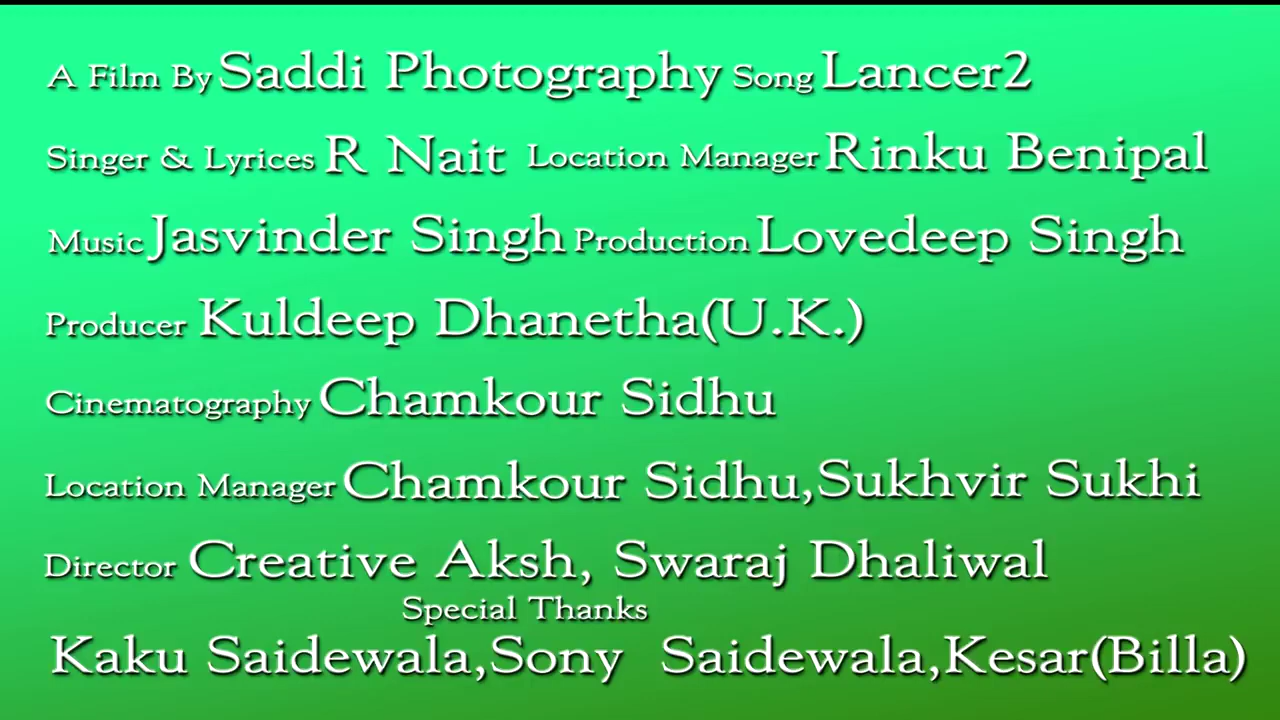 A Film By Saddi Photography Song Lancer2
Singer & Lyrices R Nait Location Manager Rinku Benipal
Music Jasvinder Singh Production Lovedeep Singh
Producer Kuldeep Dhanetha(U.K.)
Cinematography Chamkour Sidhu
Location Manager Chamkour Sidhu,Sukhvir Sukhi
Director Creative Aksh, Swaraj Dhaliwal
Special Thanks
Kaku Saidewala,Sony Saidewala,Kesar(Billa)